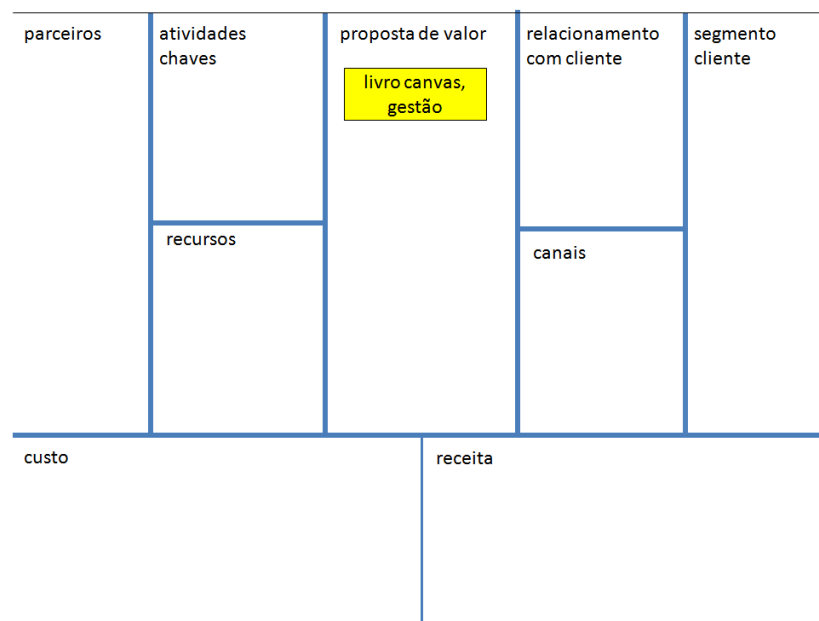 parceiros
atividades
chaves
proposta de valor
livro canvas,
gestão
relacionamento
com cliente
segmento
cliente
recursos
canais
custo
receita